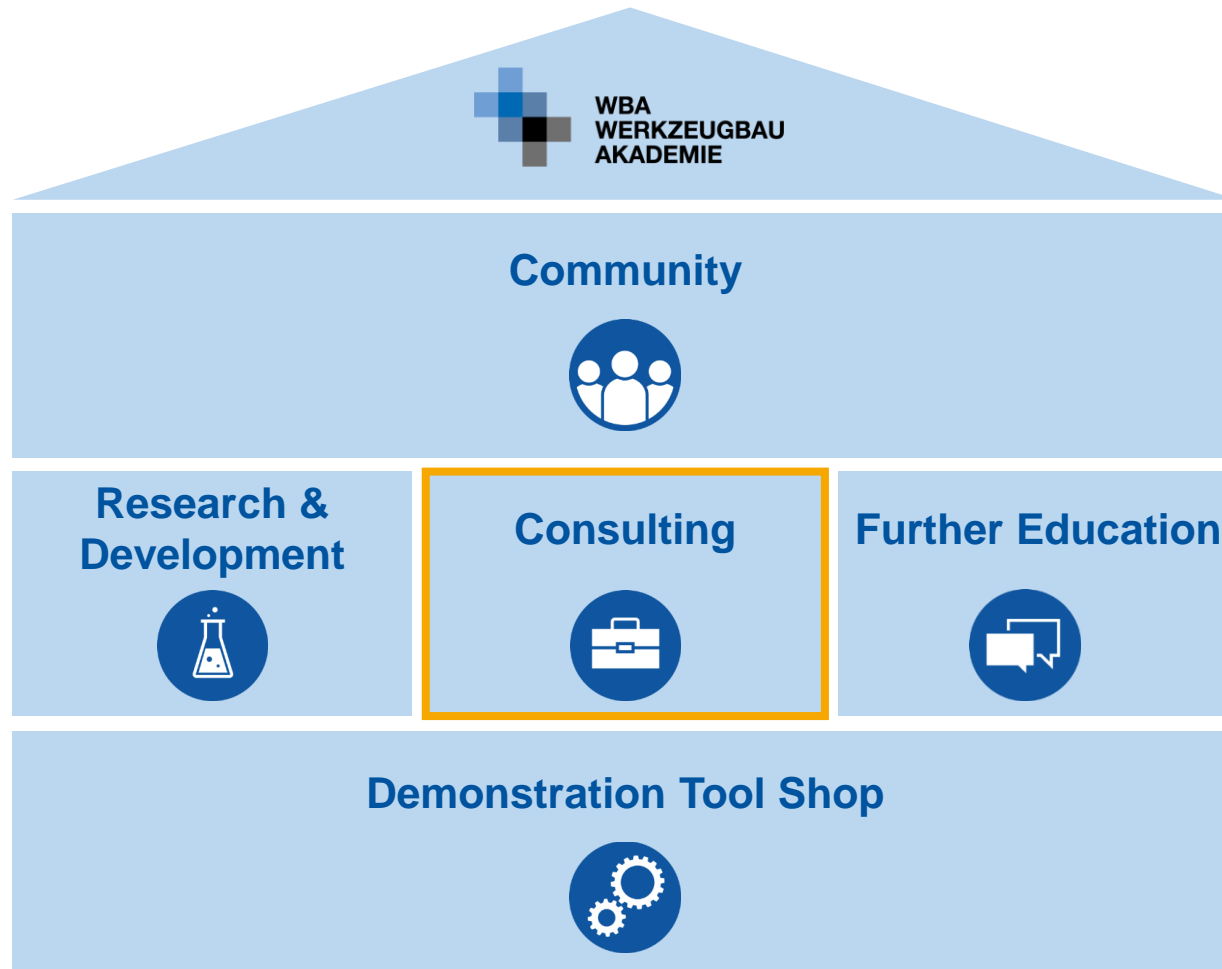 WBA
WERKZEUGBAU
AKADEMIE
Community
Research &
Development
Consulting
Further Education
Demonstration Tool Shop